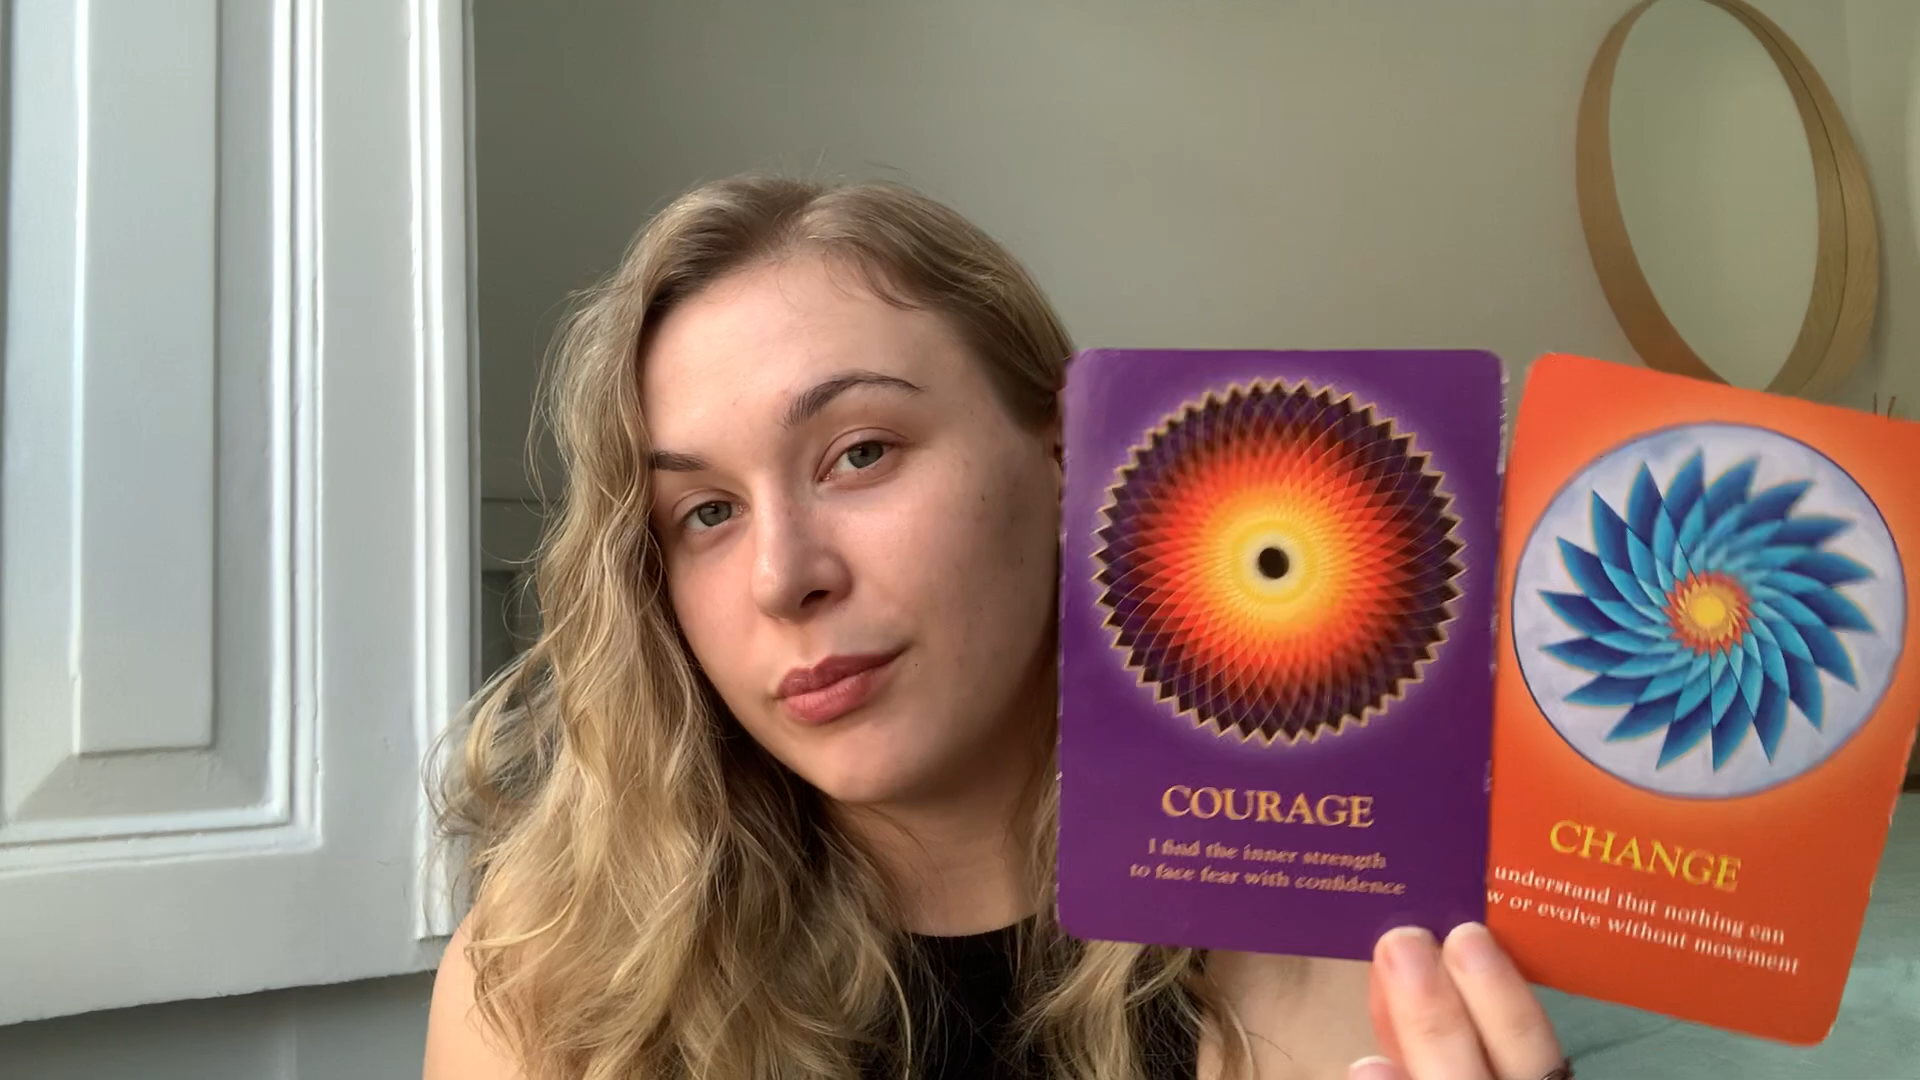 COURAGE
I find the inner strength
to face fear with confidence
CHANGE
understand that nothing can
w or evolve without movement